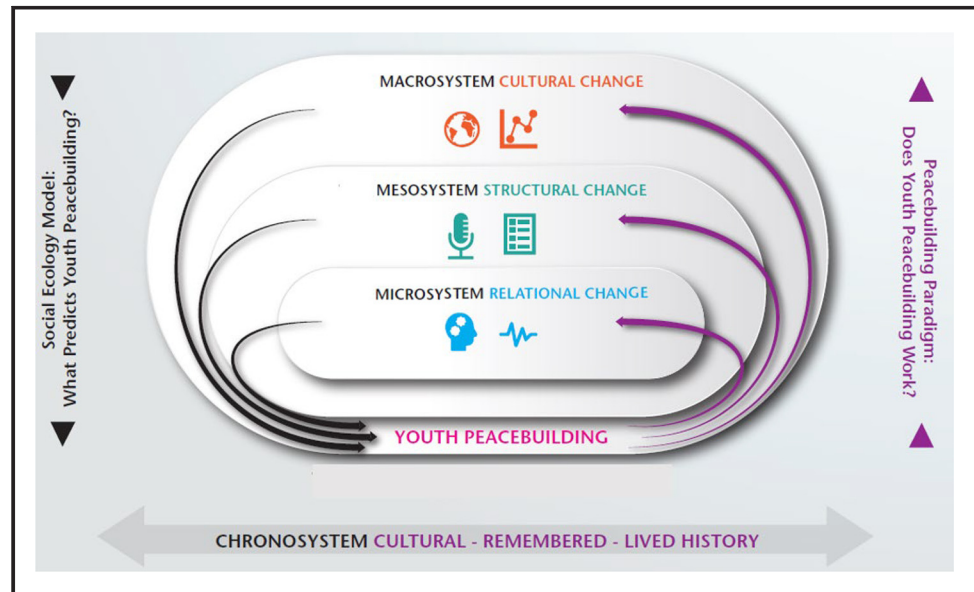 Social Ecology Model:
What Predicts Youth Peacebuilding?
MACROSYSTEM CULTURAL CHANGE
MESOSYSTEM STRUCTURAL CHANGE
MICROSYSTEM RELATIONAL CHANGE
YOUTH PEACEBUILDING
Peacebuilding Paradigm:
Does Youth Peacebuilding Work?
CHRONOSYSTEM CULTURAL - REMEMBERED - LIVED HISTORY